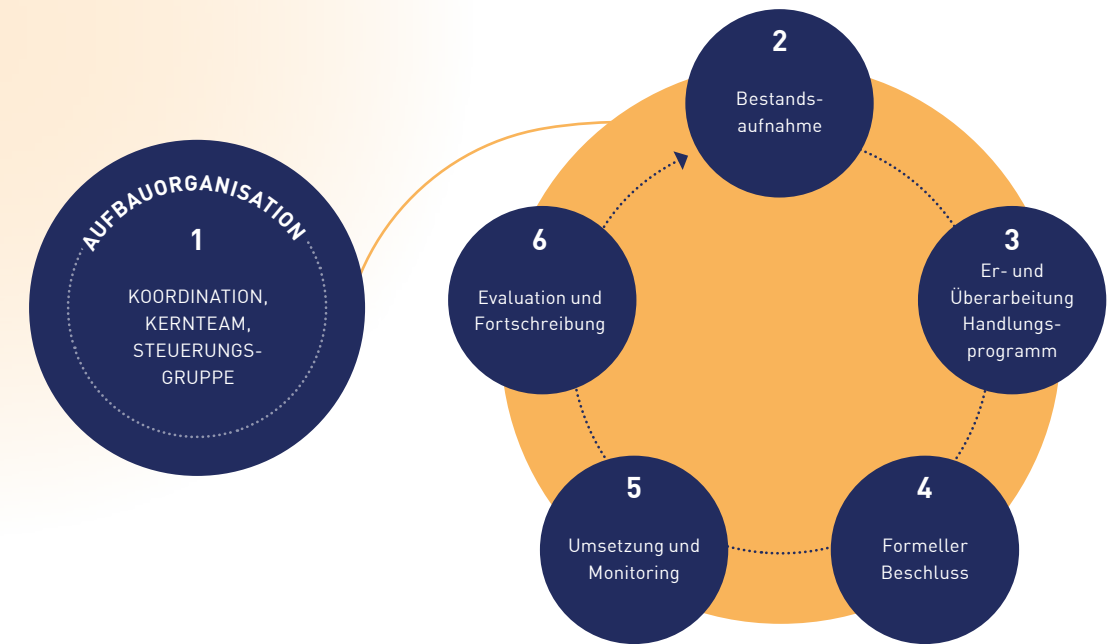 AUFBAUORGANISATION
1
KOORDINATION,
KERNTEAM,
STEUERUNGS-
GRUPPE
2
Bestands-
aufnahme
3
Er- und
Überarbeitung
Handlungs-
programm
4
Formeller
Beschluss
5
Umsetzung und
Monitoring
6
Evaluation und
Fortschreibung